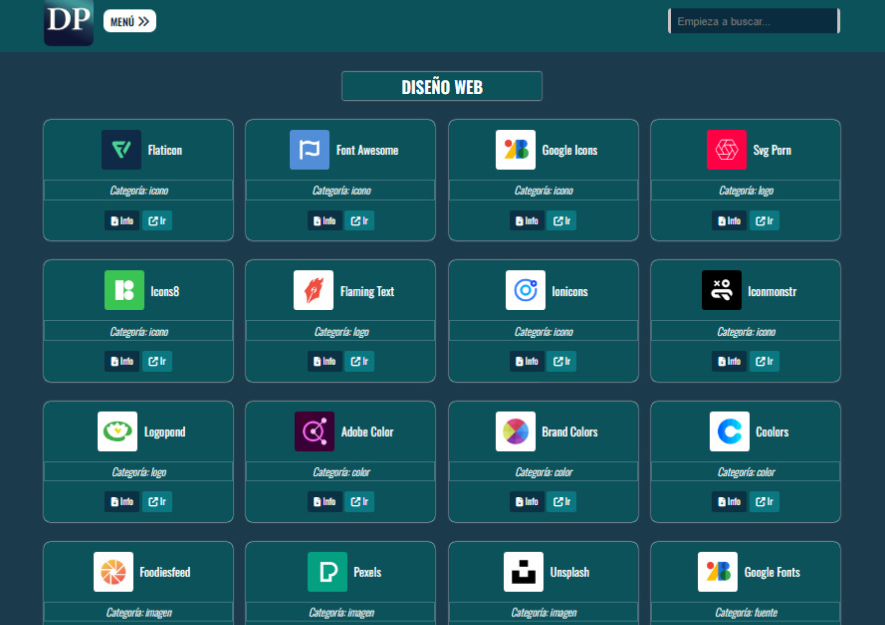 DP MENÚ Empieza a buscar...
DISEÑO WEB
Flaticon Font Awesome Google Icons Svg Porn
Categoría: icono Categoría: icono Categoría: icono Categoría: logo
Info Ir Info Ir Info Ir Info Ir
Icons8 Flaming Text Ionicons Iconmonstr
Categoría: icono Categoría: logo Categoría: icono Categoría: icono
Info Ir Info Ir Info Ir Info Ir
Logopond Adobe Color Brand Colors Coolors
Categoría: logo Categoría: color Categoría: color Categoría: color
Info Ir Info Ir Info Ir Info Ir
Foodiesfeed Pexels Unsplash Google Fonts
Categoría: imagen Categoría: imagen Categoría: imagen Categoría: fuente